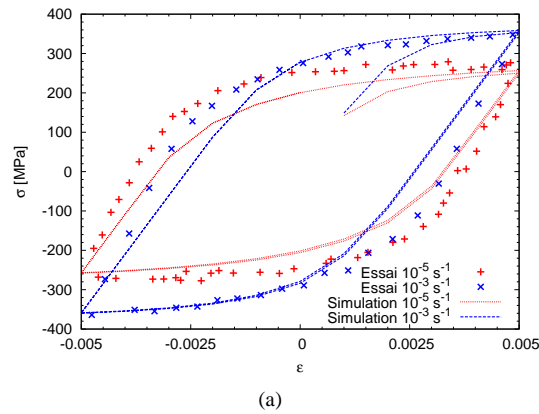 400
300
200
100
0
-100
-200
-300
-400
σ [MPa]
-0.005
-0.0025
0
0.0025
0.005
ε
Essai 10⁻⁵ s⁻¹
Essai 10⁻³ s⁻¹
Simulation 10⁻⁵ s⁻¹
Simulation 10⁻³ s⁻¹
(a)